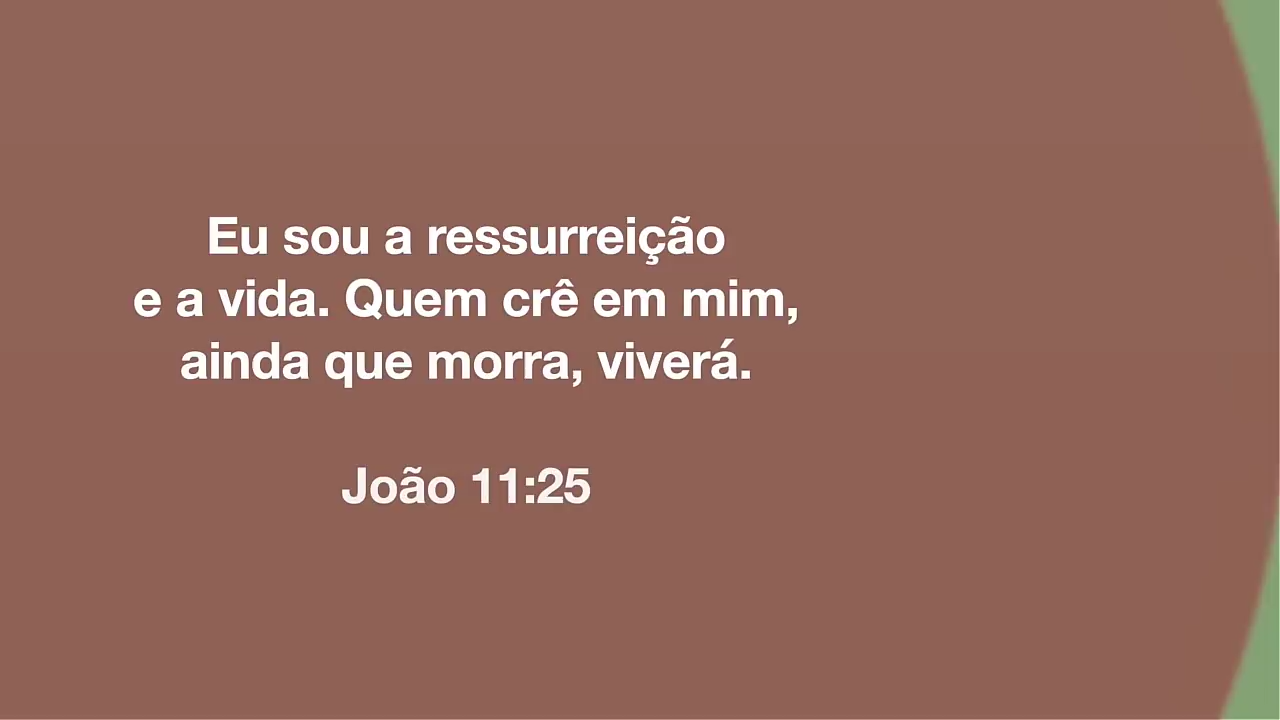 Eu sou a ressurreição
e a vida. Quem crê em mim,
ainda que morra, viverá.
João 11:25